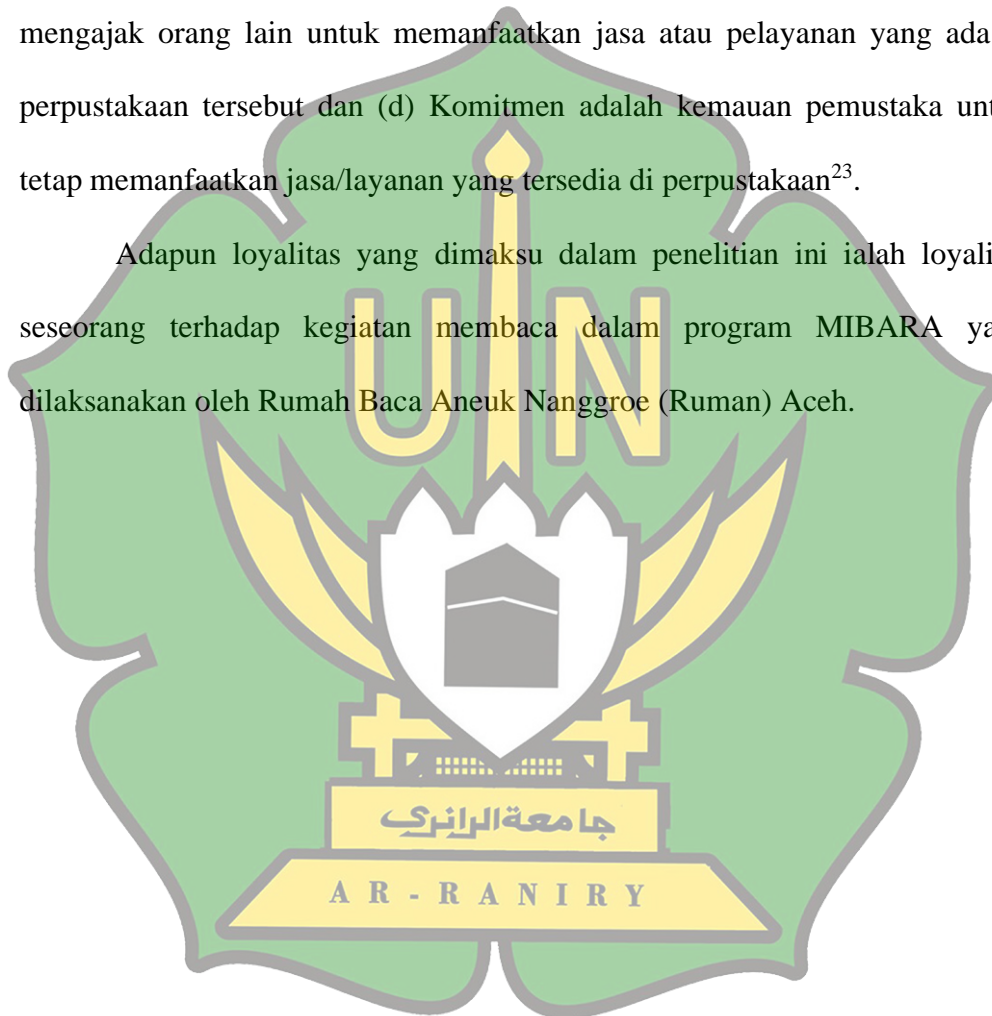 mengajak orang lain untuk memanfaatkan jasa atau pelayanan yang ada
perpustakaan tersebut dan (d) Komitmen adalah kemauan pemustaka unt
tetap memanfaatkan jasa/layanan yang tersedia di perpustakaan²³.
Adapun loyalitas yang dimaksu dalam penelitian ini ialah loyali
seseorang terhadap kegiatan membaca dalam program MIBARA ya
dilaksanakan oleh Rumah Baca Aneuk Nanggroe (Ruman) Aceh.
UIN
جامعة الرانري
AR-RANIRY